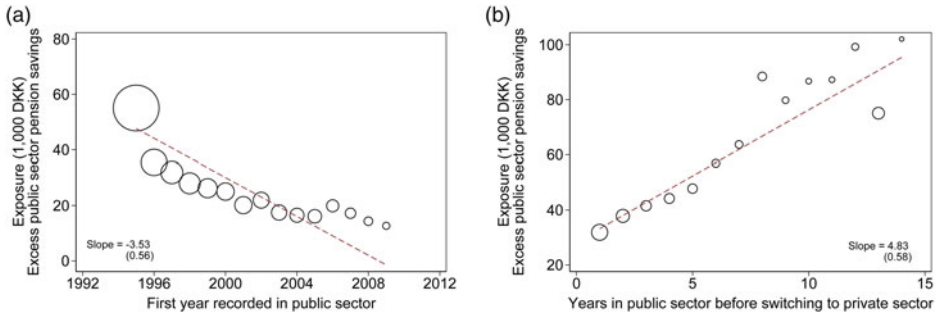 (a)
Exposure (1,000 DKK)
Excess public sector pension savings
80
60
40
20
0
Slope = -3.53
(0.56)
1992
1996
2000
2004
2008
2012
First year recorded in public sector
(b)
Exposure (1,000 DKK)
Excess public sector pension savings
100
80
60
40
20
Slope = 4.83
(0.58)
0
5
10
15
Years in public sector before switching to private sector